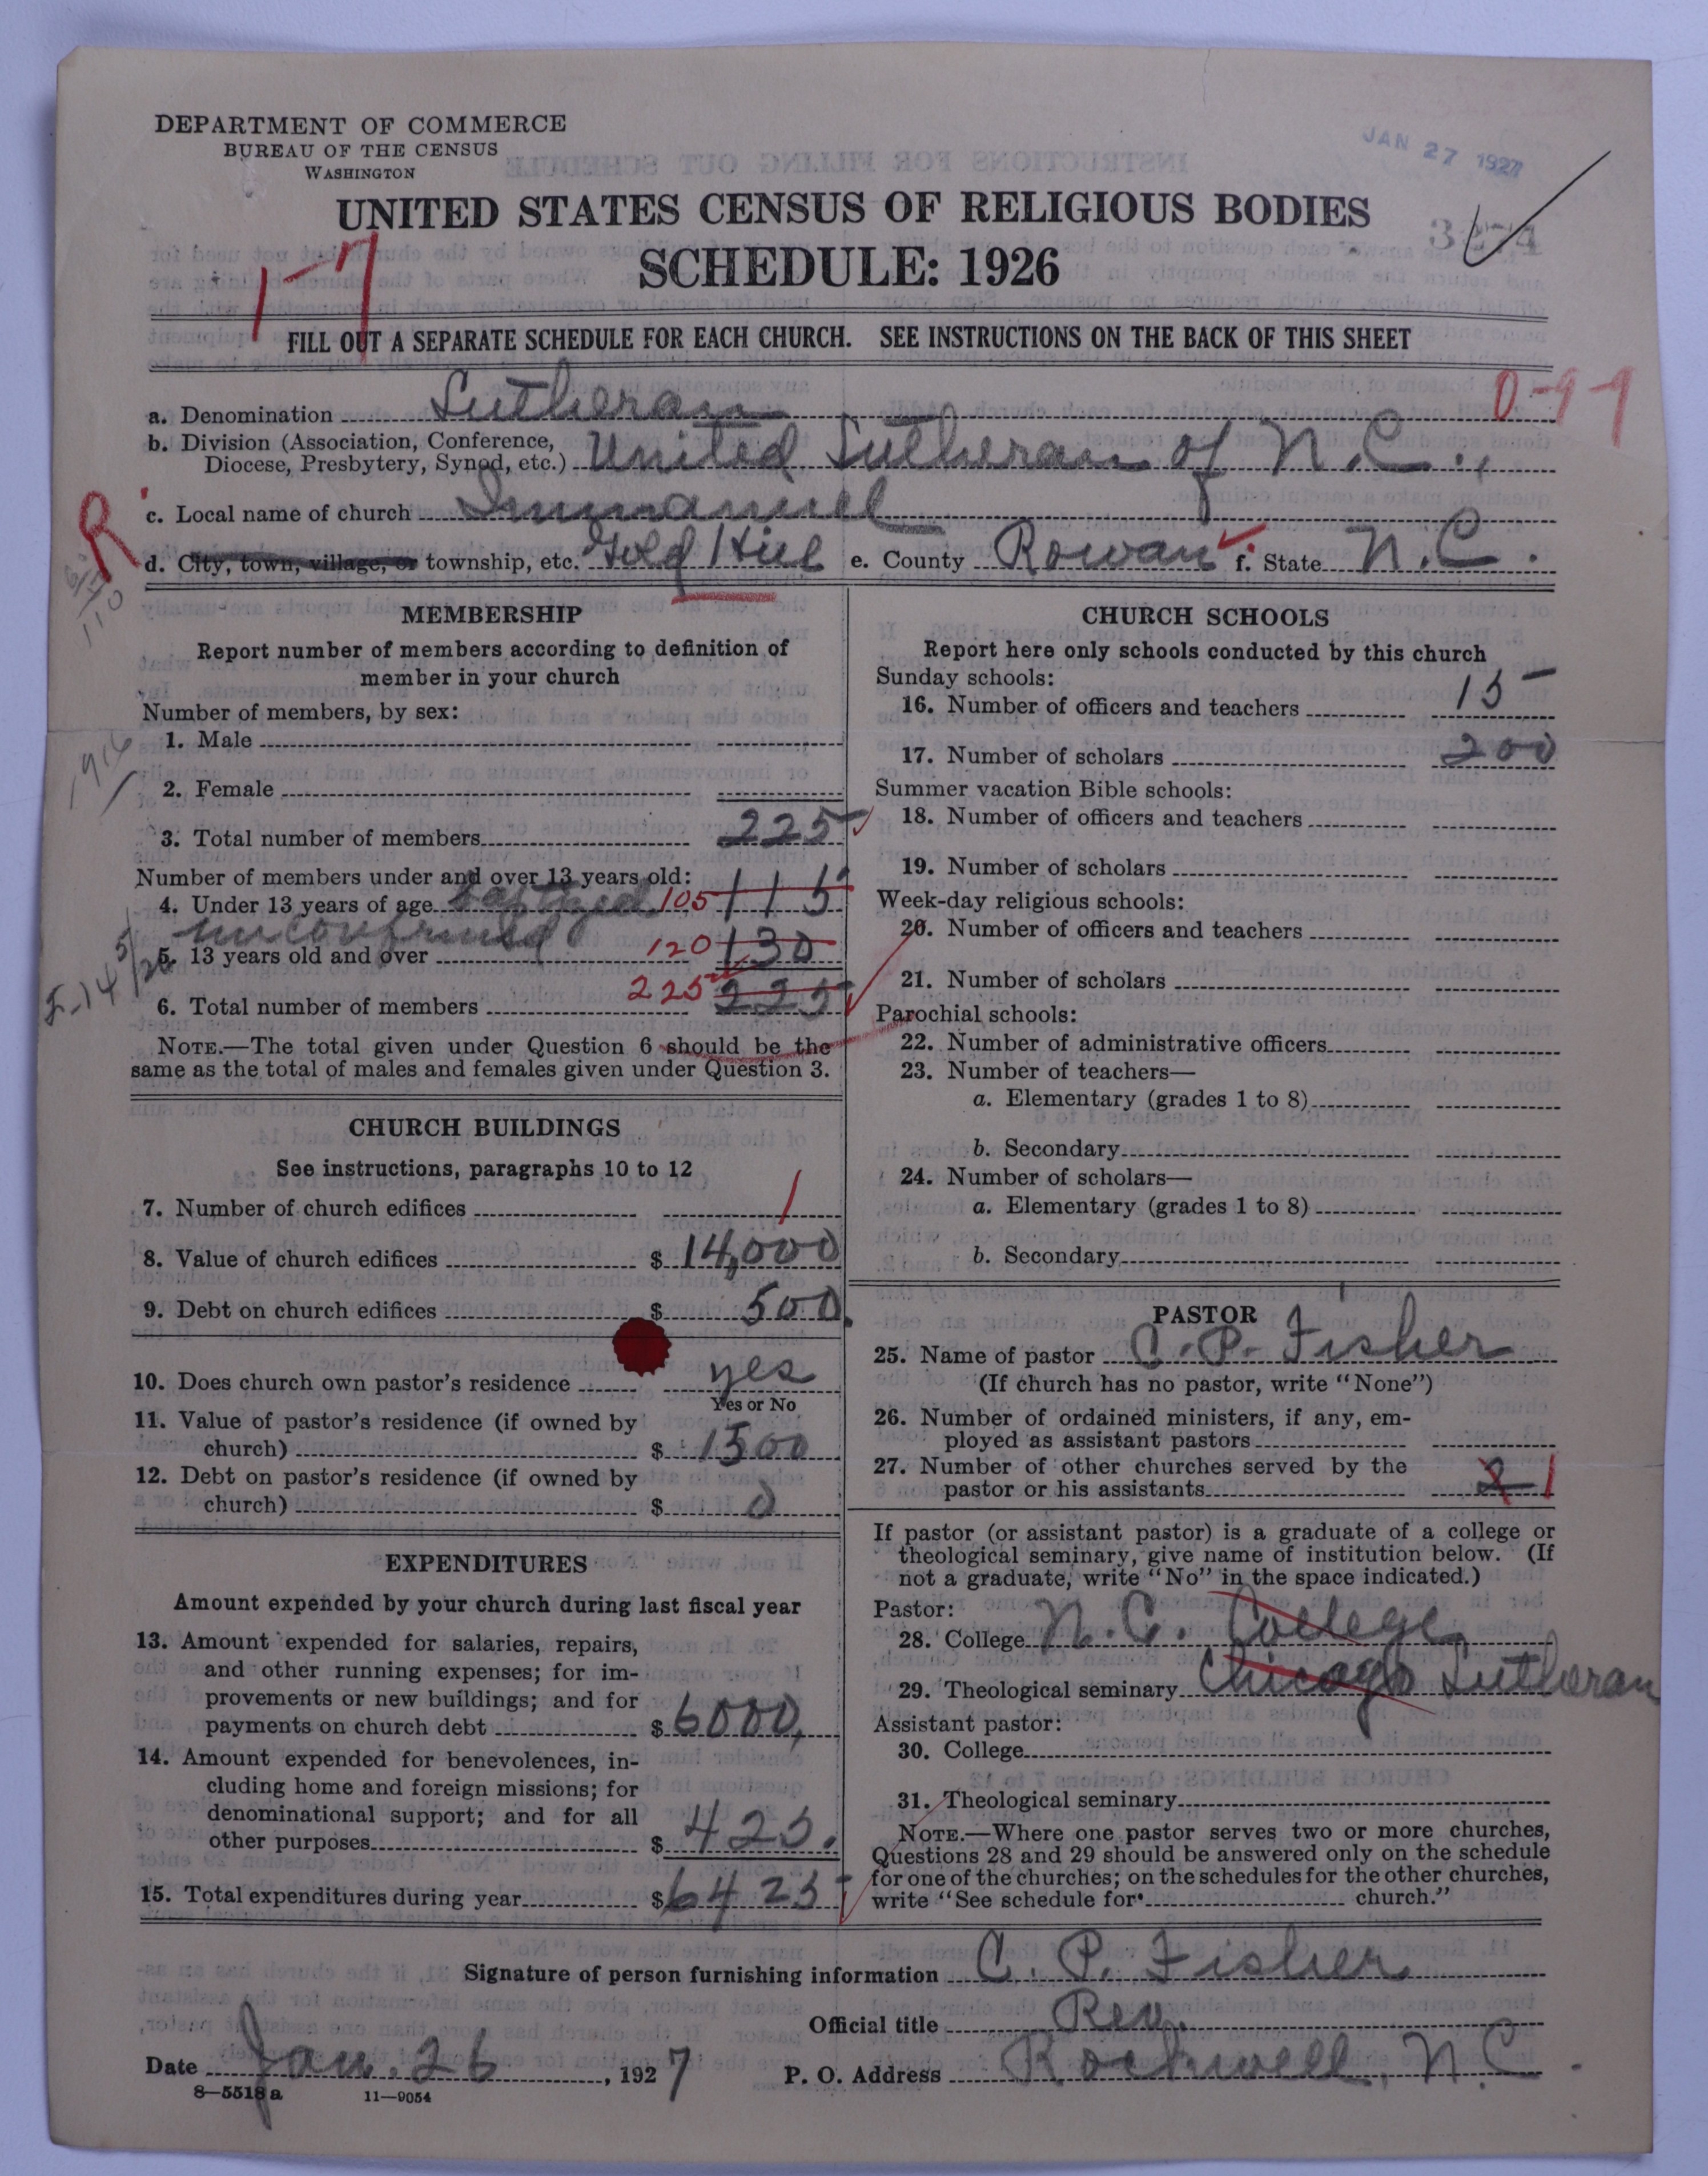 DEPARTMENT OF COMMERCE
BUREAU OF THE CENSUS
WASHINGTON
JAN 27 1927
UNITED STATES CENSUS OF RELIGIOUS BODIES
SCHEDULE: 1926
1-7
FILL OUT A SEPARATE SCHEDULE FOR EACH CHURCH. SEE INSTRUCTIONS ON THE BACK OF THIS SHEET
a. Denomination Lutheran
0-9-9
b. Division (Association, Conference,
Diocese, Presbytery, Synod, etc.) United Lutheran of N.C.,
R
c. Local name of church Immanuel
d. City, town, village, or township, etc. Gold Hill e. County Rowan f. State N.C.
MEMBERSHIP
Report number of members according to definition of
member in your church
Number of members, by sex:
1. Male
1916
2. Female
3. Total number of members 225
Number of members under and over 13 years old:
4. Under 13 years of age baptized 105 115
unconfirmed
5. 13 years old and over 120 130
6. Total number of members 225 225
NOTE.—The total given under Question 6 should be the
same as the total of males and females given under Question 3.
CHURCH BUILDINGS
See instructions, paragraphs 10 to 12
7. Number of church edifices 1
8. Value of church edifices $ 14,000
9. Debt on church edifices $ 500.
10. Does church own pastor's residence yes
Yes or No
11. Value of pastor's residence (if owned by
church) $ 1500
12. Debt on pastor's residence (if owned by
church) $ 0
EXPENDITURES
Amount expended by your church during last fiscal year
13. Amount expended for salaries, repairs,
and other running expenses; for im-
provements or new buildings; and for
payments on church debt $ 6000,
14. Amount expended for benevolences, in-
cluding home and foreign missions; for
denominational support; and for all
other purposes $ 425.
15. Total expenditures during year $ 6425
CHURCH SCHOOLS
Report here only schools conducted by this church
Sunday schools:
16. Number of officers and teachers 15
17. Number of scholars 200
Summer vacation Bible schools:
18. Number of officers and teachers
19. Number of scholars
Week-day religious schools:
20. Number of officers and teachers
21. Number of scholars
Parochial schools:
22. Number of administrative officers
23. Number of teachers—
a. Elementary (grades 1 to 8)
b. Secondary
24. Number of scholars—
a. Elementary (grades 1 to 8)
b. Secondary
PASTOR
25. Name of pastor C. P. Fisher
(If church has no pastor, write "None")
26. Number of ordained ministers, if any, em-
ployed as assistant pastors
27. Number of other churches served by the
pastor or his assistants 2 1
If pastor (or assistant pastor) is a graduate of a college or
theological seminary, give name of institution below. (If
not a graduate, write "No" in the space indicated.)
Pastor:
28. College N.C. College
29. Theological seminary Chicago Lutheran
Assistant pastor:
30. College
31. Theological seminary
NOTE.—Where one pastor serves two or more churches,
Questions 28 and 29 should be answered only on the schedule
for one of the churches; on the schedules for the other churches,
write "See schedule for church."
Signature of person furnishing information C. P. Fisher
Official title Rev.
Date Jan. 26, 1927 P. O. Address Rockwell, N.C.
8—5518 a 11—9054